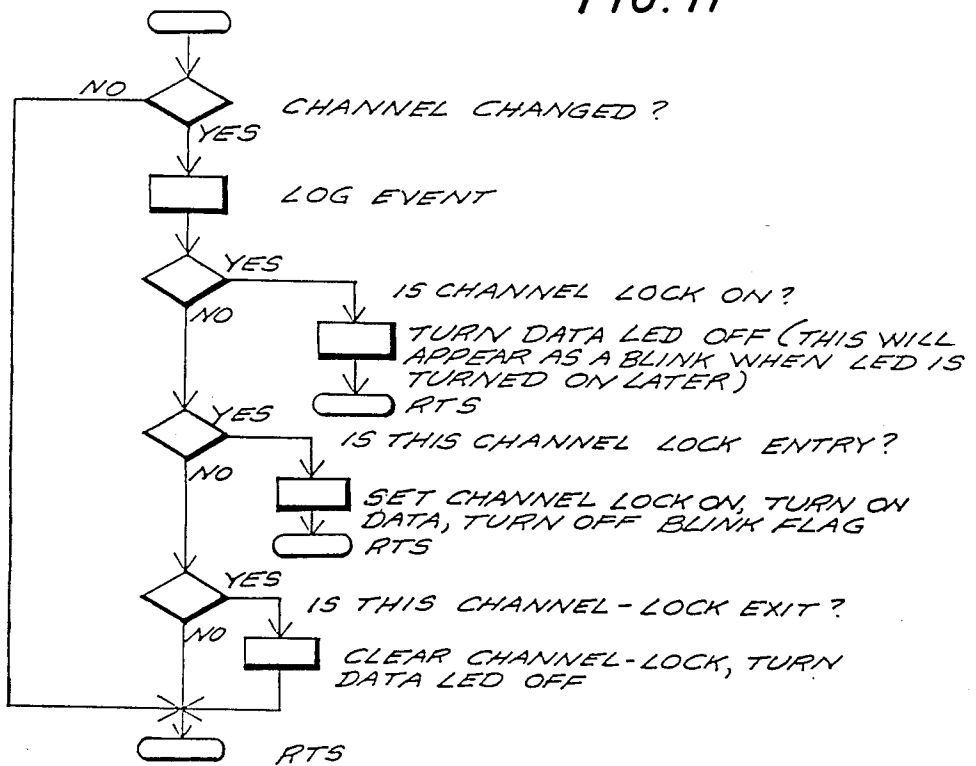 FIG. 11
NO
CHANNEL CHANGED?
YES
LOG EVENT
YES
IS CHANNEL LOCK ON?
NO
TURN DATA LED OFF (THIS WILL
APPEAR AS A BLINK WHEN LED IS
TURNED ON LATER)
RTS
YES
IS THIS CHANNEL LOCK ENTRY?
NO
SET CHANNEL LOCK ON, TURN ON
DATA, TURN OFF BLINK FLAG
RTS
YES
IS THIS CHANNEL-LOCK EXIT?
NO
CLEAR CHANNEL-LOCK, TURN
DATA LED OFF
RTS